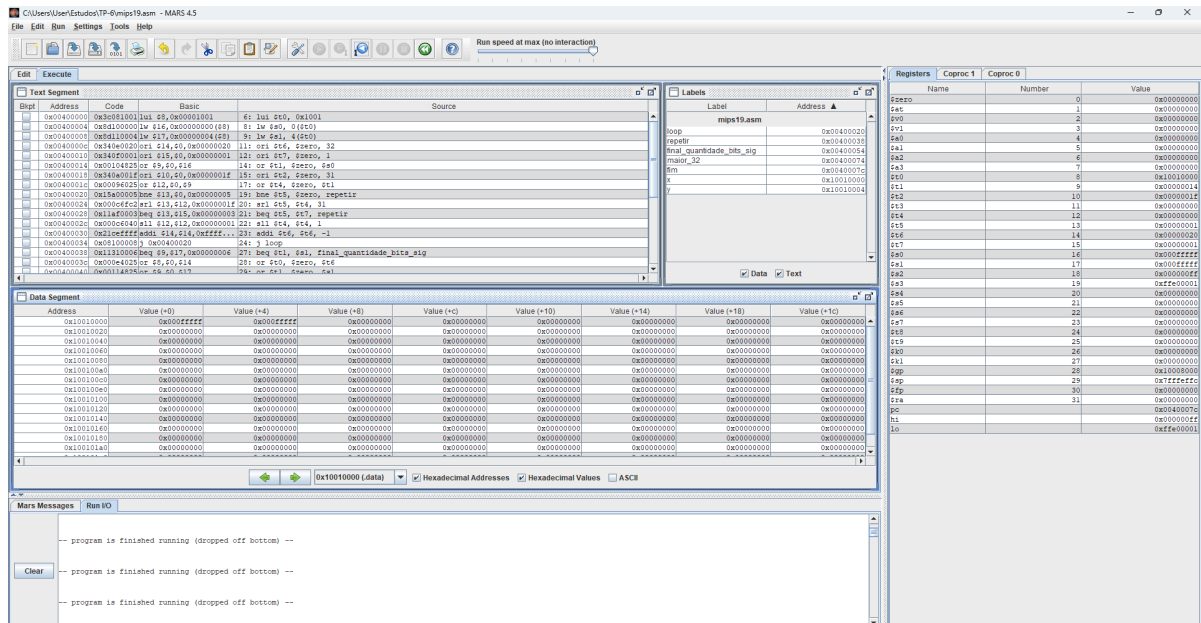 C:\Users\User\Estudos\TP-6\mips19.asm - MARS 4.5
File Edit Run Settings Tools Help
Run speed at max (no interaction)
Edit Execute
Text Segment
Bkpt Address Code Basic Source
0x00400000 0x3c081001 lui $8,0x00001001 6: lui $t0, 0x1001
0x00400004 0x8d100000 lw $16,0x00000000($8) 8: lw $s0, 0($t0)
0x00400008 0x8d110004 lw $17,0x00000004($8) 9: lw $s1, 4($t0)
0x0040000c 0x340e0020 ori $14,$0,0x00000020 11: ori $t6, $zero, 32
0x00400010 0x340f0001 ori $15,$0,0x00000001 12: ori $t7, $zero, 1
0x00400014 0x00104825 or $9,$0,$16 14: or $t1, $zero, $s0
0x00400018 0x340a001f ori $10,$0,0x0000001f 15: ori $t2, $zero, 31
0x0040001c 0x00096025 or $12,$0,$9 17: or $t4, $zero, $t1
0x00400020 0x15a00005 bne $13,$0,0x00000005 19: bne $t5, $zero, repetir
0x00400024 0x000c6fc2 srl $13,$12,0x0000001f 20: srl $t5, $t4, 31
0x00400028 0x11af0003 beq $13,$15,0x00000003 21: beq $t5, $t7, repetir
0x0040002c 0x000c6040 sll $12,$12,0x00000001 22: sll $t4, $t4, 1
0x00400030 0x21ceffff addi $14,$14,0xffff... 23: addi $t6, $t6, -1
0x00400034 0x08100008 j 0x00400020 24: j loop
0x00400038 0x11310006 beq $9,$17,0x00000006 27: beq $t1, $s1, final_quantidade_bits_sig
0x0040003c 0x000e4025 or $8,$0,$14 28: or $t0, $zero, $t6
0x00400040 0x00114825 or $9,$0,$17 29: or $t1, $zero, $s1
Labels
Label Address ▲
mips19.asm
loop 0x00400020
repetir 0x00400038
final_quantidade_bits_sig 0x00400054
maior_32 0x00400074
fim 0x0040007c
x 0x10010000
y 0x10010004
Data Text
Data Segment
Address Value (+0) Value (+4) Value (+8) Value (+c) Value (+10) Value (+14) Value (+18) Value (+1c)
0x10010000 0x000fffff 0x000fffff 0x00000000 0x00000000 0x00000000 0x00000000 0x00000000 0x00000000
0x10010020 0x00000000 0x00000000 0x00000000 0x00000000 0x00000000 0x00000000 0x00000000 0x00000000
0x10010040 0x00000000 0x00000000 0x00000000 0x00000000 0x00000000 0x00000000 0x00000000 0x00000000
0x10010060 0x00000000 0x00000000 0x00000000 0x00000000 0x00000000 0x00000000 0x00000000 0x00000000
0x10010080 0x00000000 0x00000000 0x00000000 0x00000000 0x00000000 0x00000000 0x00000000 0x00000000
0x100100a0 0x00000000 0x00000000 0x00000000 0x00000000 0x00000000 0x00000000 0x00000000 0x00000000
0x100100c0 0x00000000 0x00000000 0x00000000 0x00000000 0x00000000 0x00000000 0x00000000 0x00000000
0x100100e0 0x00000000 0x00000000 0x00000000 0x00000000 0x00000000 0x00000000 0x00000000 0x00000000
0x10010100 0x00000000 0x00000000 0x00000000 0x00000000 0x00000000 0x00000000 0x00000000 0x00000000
0x10010120 0x00000000 0x00000000 0x00000000 0x00000000 0x00000000 0x00000000 0x00000000 0x00000000
0x10010140 0x00000000 0x00000000 0x00000000 0x00000000 0x00000000 0x00000000 0x00000000 0x00000000
0x10010160 0x00000000 0x00000000 0x00000000 0x00000000 0x00000000 0x00000000 0x00000000 0x00000000
0x10010180 0x00000000 0x00000000 0x00000000 0x00000000 0x00000000 0x00000000 0x00000000 0x00000000
0x100101a0 0x00000000 0x00000000 0x00000000 0x00000000 0x00000000 0x00000000 0x00000000 0x00000000
0x10010000 (.data) Hexadecimal Addresses Hexadecimal Values ASCII
Mars Messages Run I/O
-- program is finished running (dropped off bottom) --
-- program is finished running (dropped off bottom) --
Clear
-- program is finished running (dropped off bottom) --
Registers Coproc 1 Coproc 0
Name Number Value
$zero 0 0x00000000
$at 1 0x00000000
$v0 2 0x00000000
$v1 3 0x00000000
$a0 4 0x00000000
$a1 5 0x00000000
$a2 6 0x00000000
$a3 7 0x00000000
$t0 8 0x10010000
$t1 9 0x00000014
$t2 10 0x0000001f
$t3 11 0x00000000
$t4 12 0x00000000
$t5 13 0x00000001
$t6 14 0x00000020
$t7 15 0x00000001
$s0 16 0x000fffff
$s1 17 0x000fffff
$s2 18 0x000000ff
$s3 19 0xffe00001
$s4 20 0x00000000
$s5 21 0x00000000
$s6 22 0x00000000
$s7 23 0x00000000
$t8 24 0x00000000
$t9 25 0x00000000
$k0 26 0x00000000
$k1 27 0x00000000
$gp 28 0x10008000
$sp 29 0x7fffeffc
$fp 30 0x00000000
$ra 31 0x00000000
pc 0x0040007c
hi 0x000000ff
lo 0xffe00001